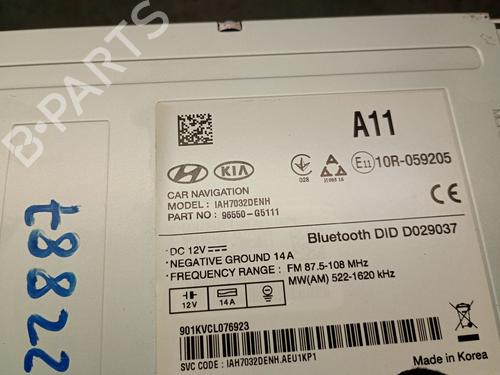 B-PARTS
A11
KIA
E11 10R-059205
028
CAR NAVIGATION
MODEL : IAH7032DENH
PART NO : 96550-G5111
CE
DC 12V
NEGATIVE GROUND 14A
FREQUENCY RANGE : FM 87.5-108 MHz
MW(AM) 522-1620 kHz
Bluetooth DID D029037
12V 14A
901KVCL076923
SVC CODE : IAH7032DENH.AEU1KP1
Made in Korea